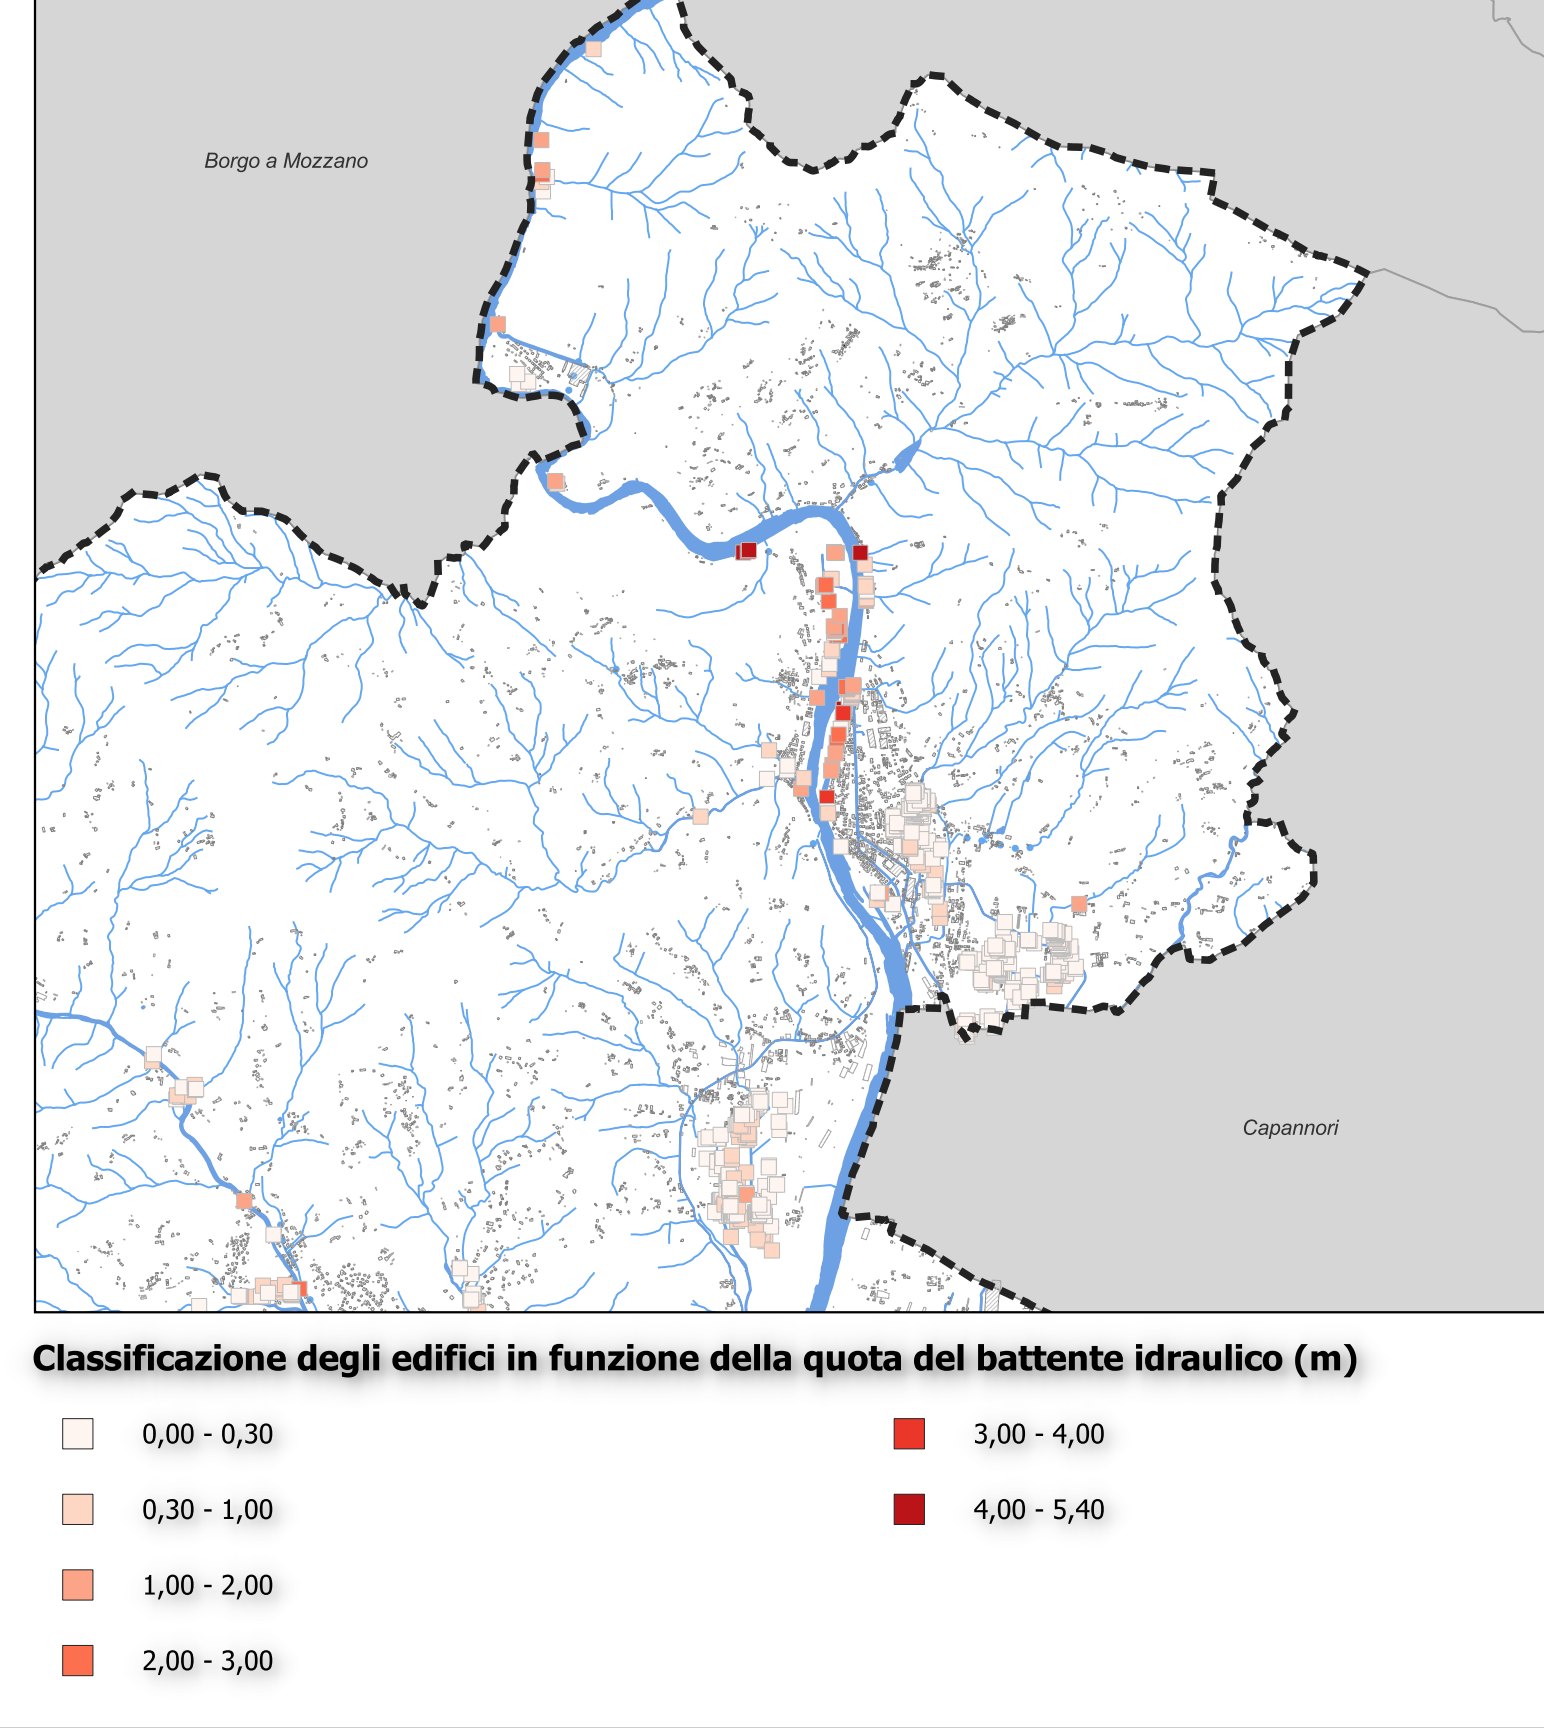 Borgo a Mozzano
Capannori
Classificazione degli edifici in funzione della quota del battente idraulico (m)
0,00 - 0,30
0,30 - 1,00
1,00 - 2,00
2,00 - 3,00
3,00 - 4,00
4,00 - 5,40